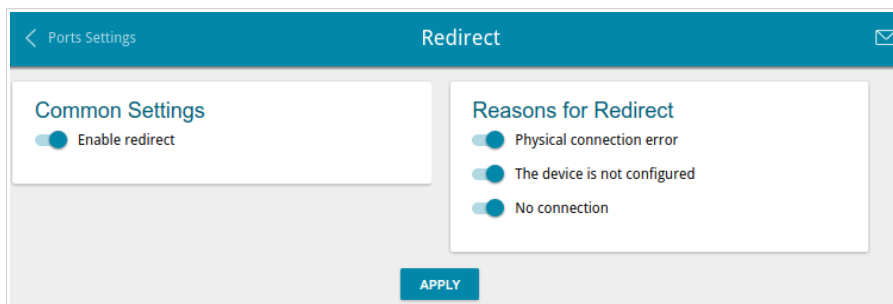 Ports Settings
Redirect
Common Settings
Enable redirect
Reasons for Redirect
Physical connection error
The device is not configured
No connection
APPLY